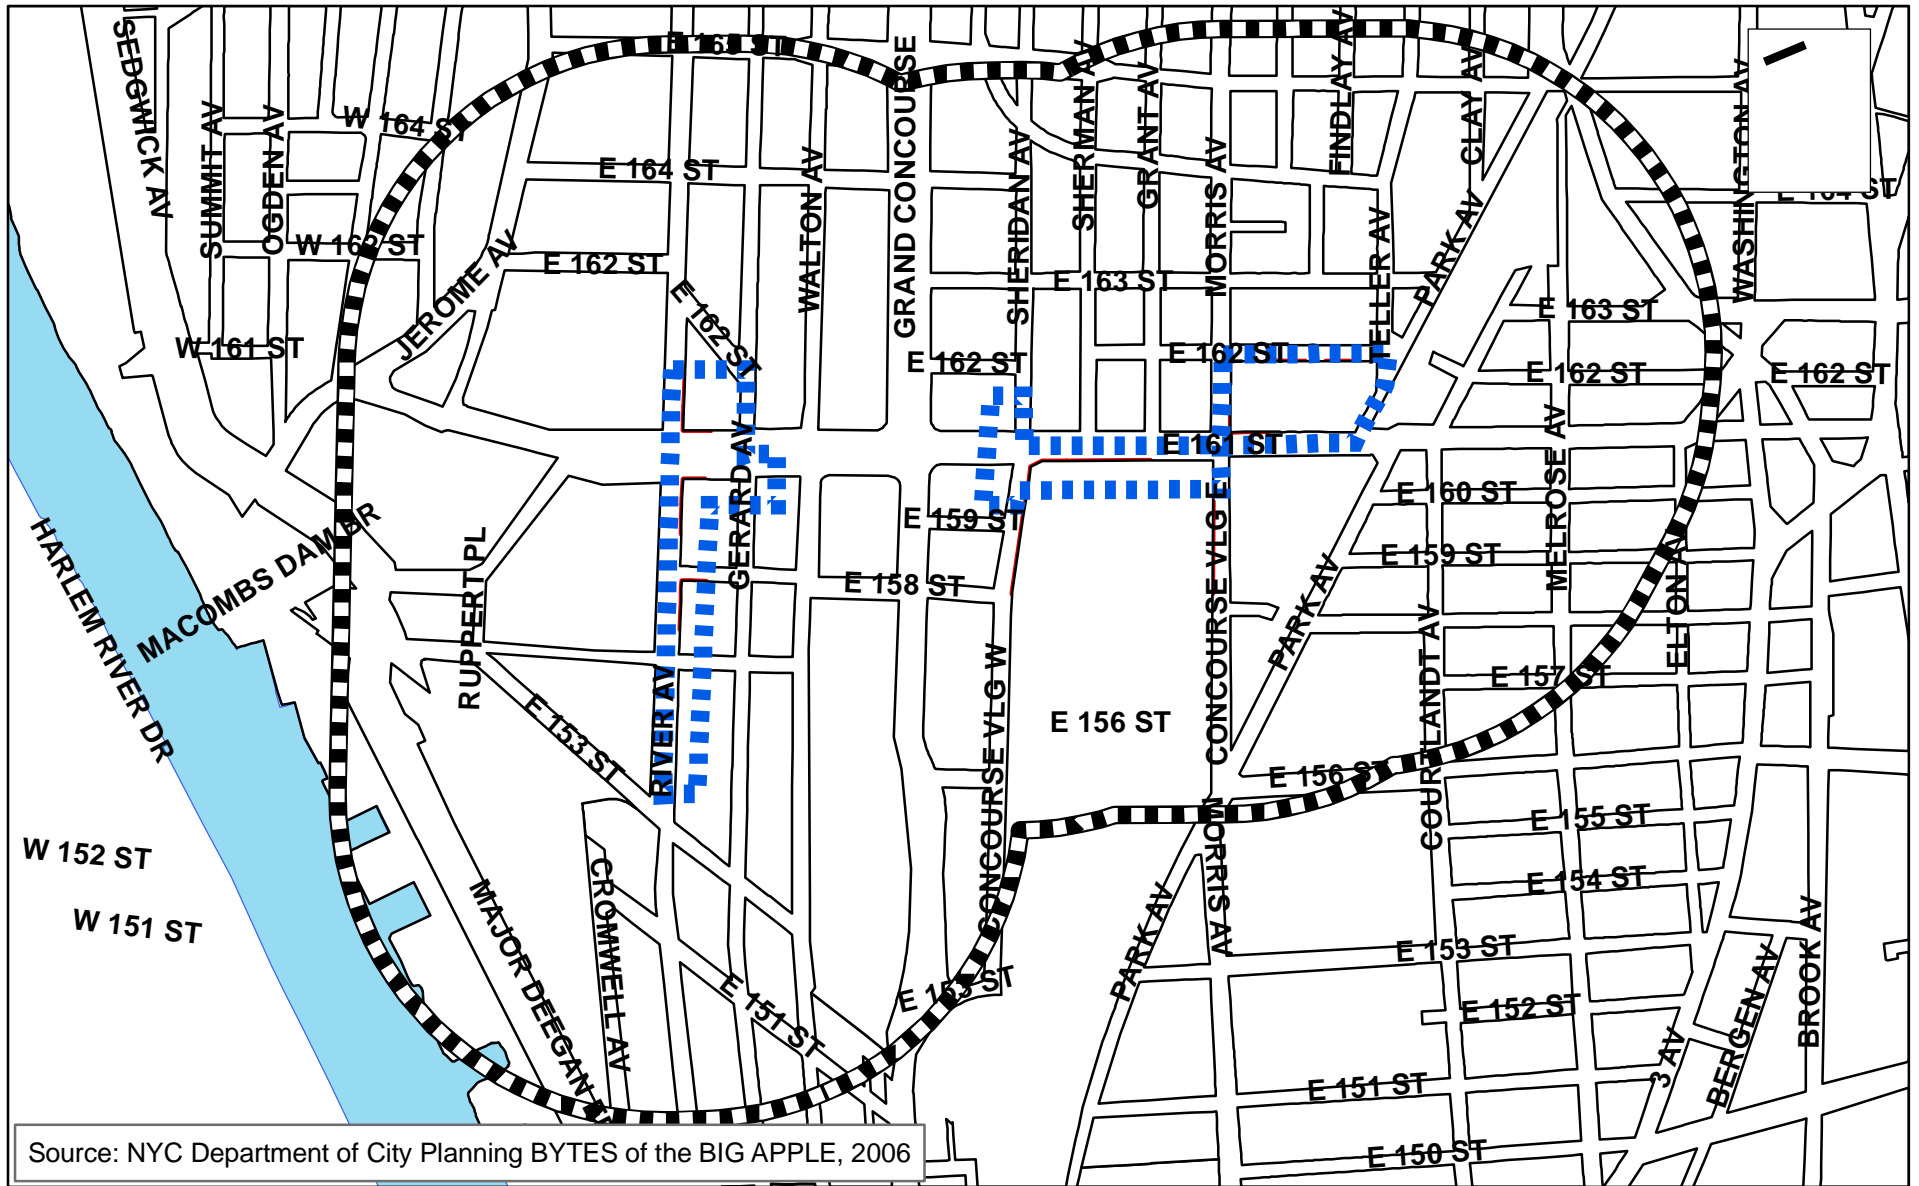 E 165 ST
SEDGWICK AV
SUMMIT AV
OGDEN AV
W 164 ST
W 162 ST
W 161 ST
JEROME AV
E 164 ST
E 162 ST
E 162 ST
WALTON AV
GRAND CONCOURSE
SHERIDAN AV
SHERMAN AV
GRANT AV
MORRIS AV
FINDLAY AV
CLAY AV
TELLER AV
PARK AV
WASHINGTON AV
E 164 ST
E 163 ST
E 163 ST
E 162 ST
E 162 ST
E 162 ST
E 162 ST
E 161 ST
GERARD AV
E 160 ST
E 159 ST
E 159 ST
E 158 ST
MELROSE AV
ELTON AV
HARLEM RIVER DR
MACOMBS DAM BR
RUPPERT PL
E 153 ST
RIVER AV
CONCOURSE VLG W
CONCOURSE VLG E
PARK AV
COURTLANDT AV
E 157 ST
E 156 ST
E 156 ST
E 155 ST
E 154 ST
E 153 ST
E 152 ST
E 151 ST
E 150 ST
W 152 ST
W 151 ST
MAJOR DEEGAN
CROMWELL AV
E 151 ST
E 153 ST
PARK AV
MORRIS AV
3 AV
BERGEN AV
BROOK AV
Source: NYC Department of City Planning BYTES of the BIG APPLE, 2006